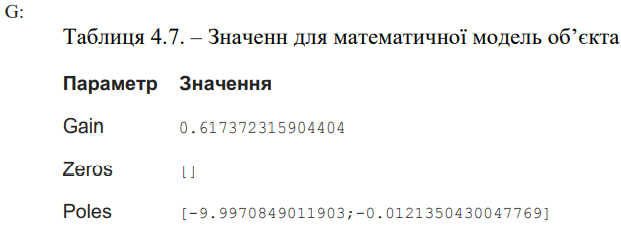 G:
Таблиця 4.7. – Значенн для математичної модель об’єкта
Параметр Значення
Gain 0.617372315904404
Zeros []
Poles [-9.9970849011903;-0.0121350430047769]